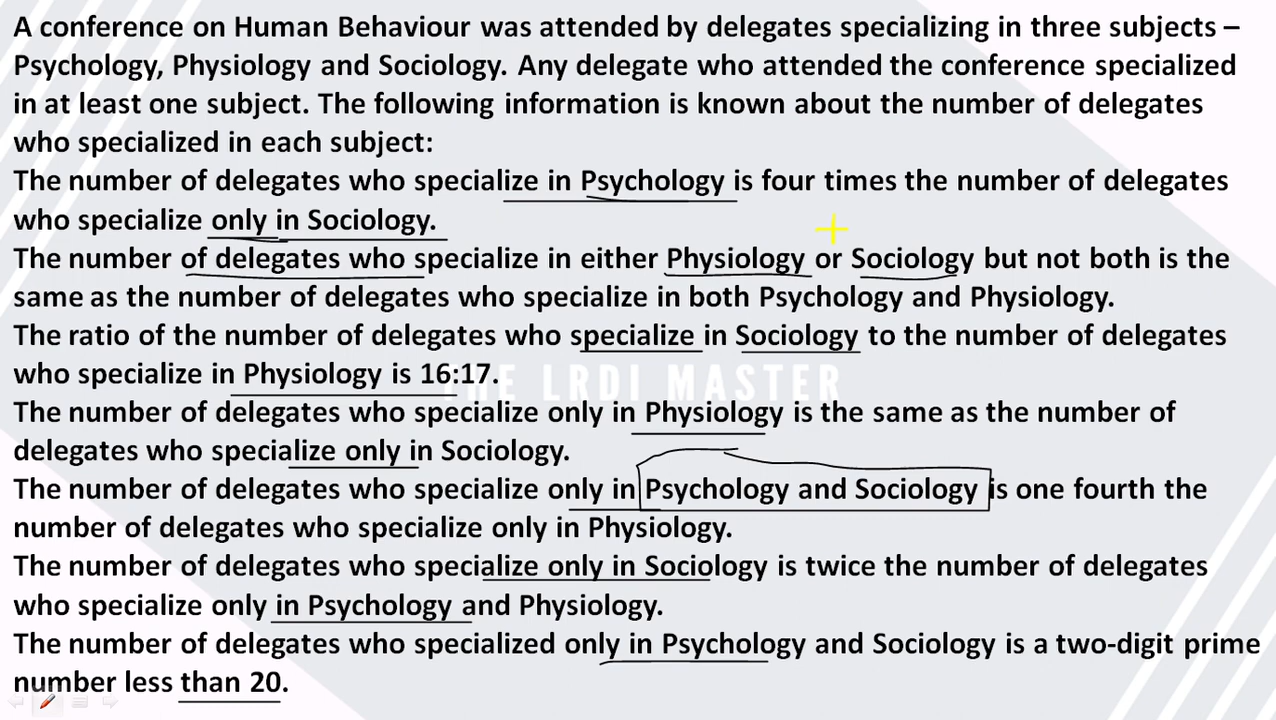 A conference on Human Behaviour was attended by delegates specializing in three subjects –
Psychology, Physiology and Sociology. Any delegate who attended the conference specialized
in at least one subject. The following information is known about the number of delegates
who specialized in each subject:
The number of delegates who specialize in Psychology is four times the number of delegates
who specialize only in Sociology.
The number of delegates who specialize in either Physiology or Sociology but not both is the
same as the number of delegates who specialize in both Psychology and Physiology.
The ratio of the number of delegates who specialize in Sociology to the number of delegates
who specialize in Physiology is 16:17.
THE LRDI MASTER
The number of delegates who specialize only in Physiology is the same as the number of
delegates who specialize only in Sociology.
The number of delegates who specialize only in Psychology and Sociology is one fourth the
number of delegates who specialize only in Physiology.
The number of delegates who specialize only in Sociology is twice the number of delegates
who specialize only in Psychology and Physiology.
The number of delegates who specialized only in Psychology and Sociology is a two-digit prime
number less than 20.